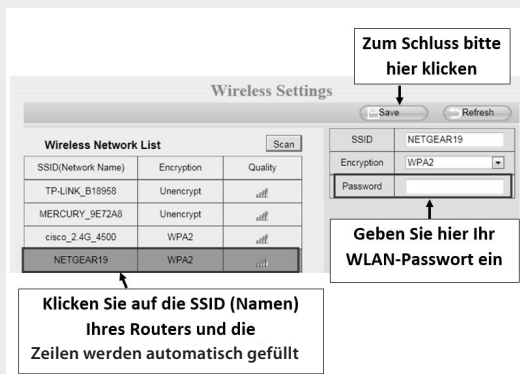 Zum Schluss bitte
hier klicken
Wireless Settings
Save
Refresh
Wireless Network List
Scan
SSID(Network Name)
Encryption
Quality
TP-LINK_B18958
Unencrypt
MERCURY_9E72A8
Unencrypt
cisco_2.4G_4500
WPA2
NETGEAR19
WPA2
SSID
NETGEAR19
Encryption
WPA2
Password
Geben Sie hier Ihr
WLAN-Passwort ein
Klicken Sie auf die SSID (Namen)
Ihres Routers und die
Zeilen werden automatisch gefüllt